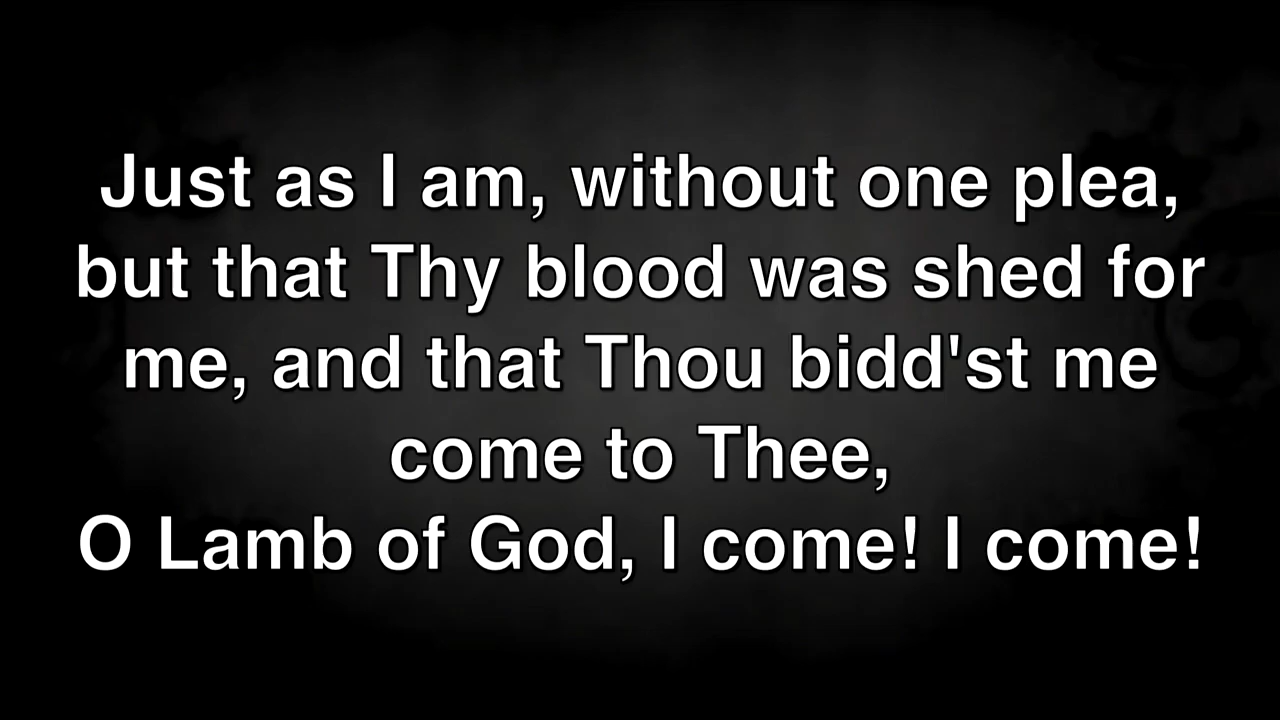 Just as I am, without one plea,
but that Thy blood was shed for
me, and that Thou bidd'st me
come to Thee,
O Lamb of God, I come! I come!